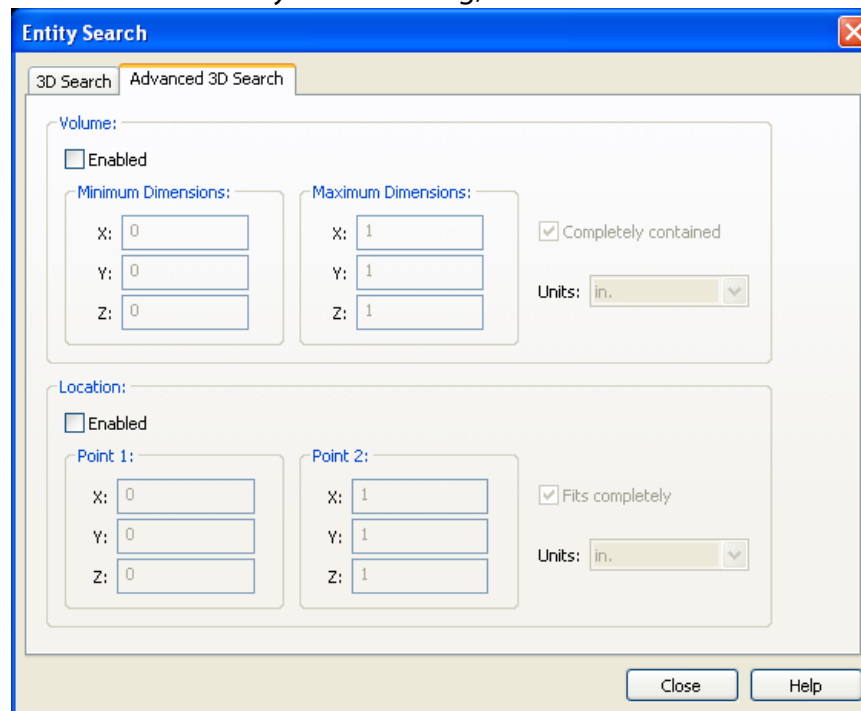 Entity Search
3D Search Advanced 3D Search
Volume:
Enabled
Minimum Dimensions: Maximum Dimensions:
X: 0 X: 1 Completely contained
Y: 0 Y: 1
Units: in.
Z: 0 Z: 1
Location:
Enabled
Point 1: Point 2:
X: 0 X: 1 Fits completely
Y: 0 Y: 1
Units: in.
Z: 0 Z: 1
Close Help